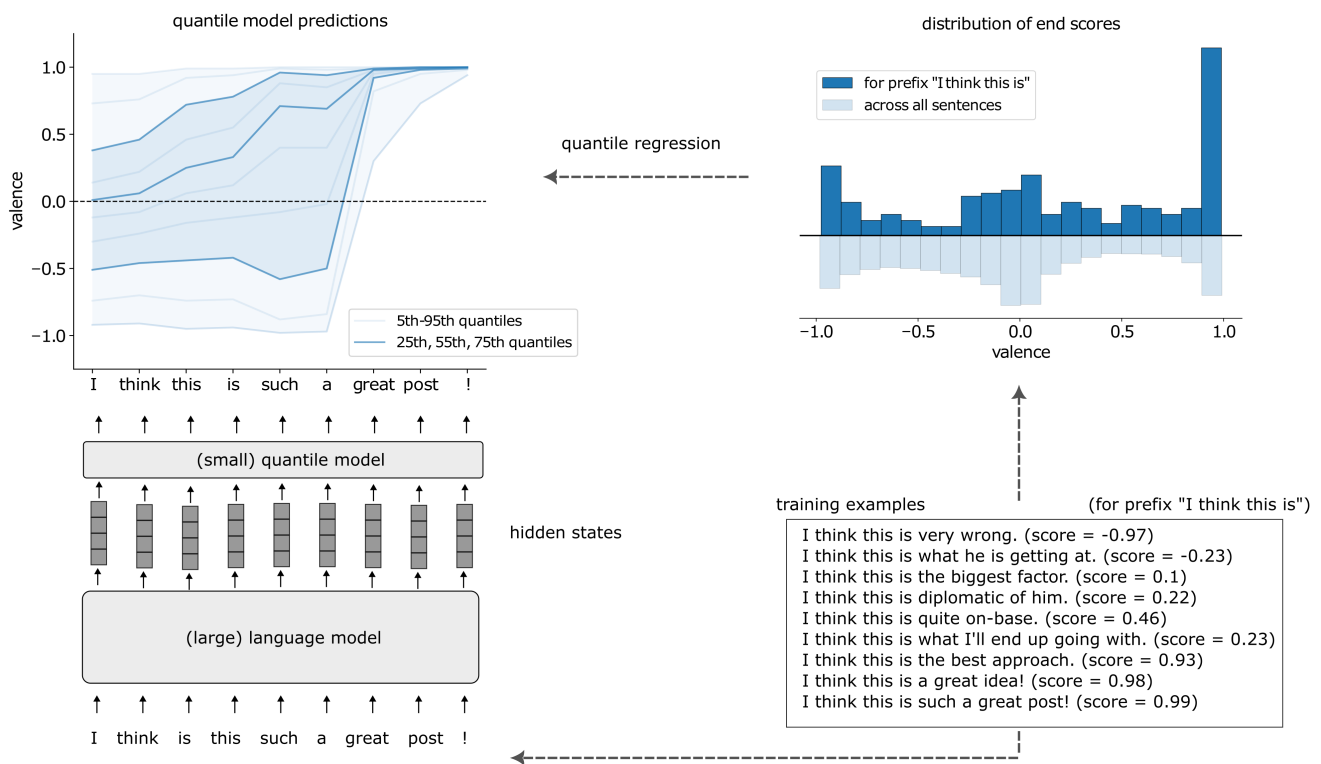 quantile model predictions
valence
1.0
0.5
0.0
−0.5
−1.0
5th-95th quantiles
25th, 55th, 75th quantiles
I think this is such a great post !
(small) quantile model
hidden states
(large) language model
I think is this such a great post !
quantile regression
distribution of end scores
for prefix "I think this is"
across all sentences
−1.0 −0.5 0.0 0.5 1.0
valence
training examples (for prefix "I think this is")
I think this is very wrong. (score = -0.97)
I think this is what he is getting at. (score = -0.23)
I think this is the biggest factor. (score = 0.1)
I think this is diplomatic of him. (score = 0.22)
I think this is quite on-base. (score = 0.46)
I think this is what I'll end up going with. (score = 0.23)
I think this is the best approach. (score = 0.93)
I think this is a great idea! (score = 0.98)
I think this is such a great post! (score = 0.99)